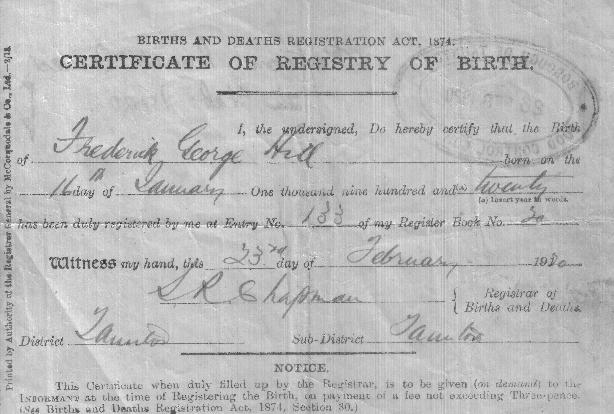 BIRTHS AND DEATHS REGISTRATION ACT, 1874.
CERTIFICATE OF REGISTRY OF BIRTH.
I, the undersigned, Do hereby certify that the Birth
of Frederick George Hill born on the
16th day of January One thousand nine hundred and (a) twenty
(a) Insert year in words.
has been duly registered by me at Entry No. 133 of my Register Book No. 30
Witness my hand, this 23rd day of February 1920
S R Chapman } Registrar of
Births and Deaths.
District Taunton Sub-District Taunton
NOTICE.
This Certificate when duly filled up by the Registrar, is to be given (on demand) to the
INFORMANT at the time of Registering the Birth, on payment of a fee not exceeding Three-pence.
(See Births and Deaths Registration Act, 1874, Section 30.)
Printed by Authority of the Registrar General by McCorquodale & Co., Ltd.